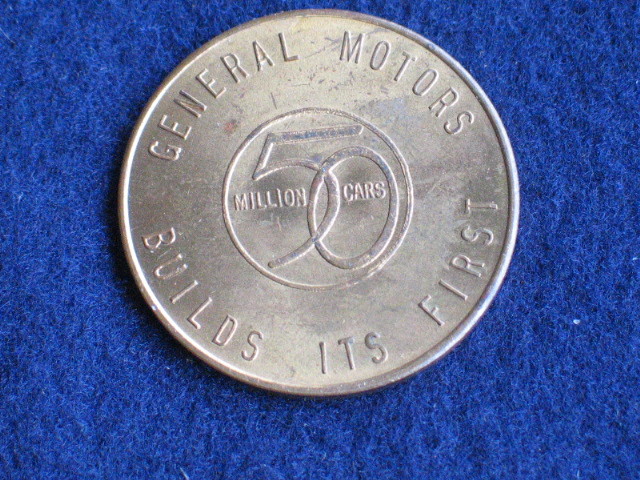 GENERAL MOTORS
BUILDS ITS FIRST
50
MILLION CARS